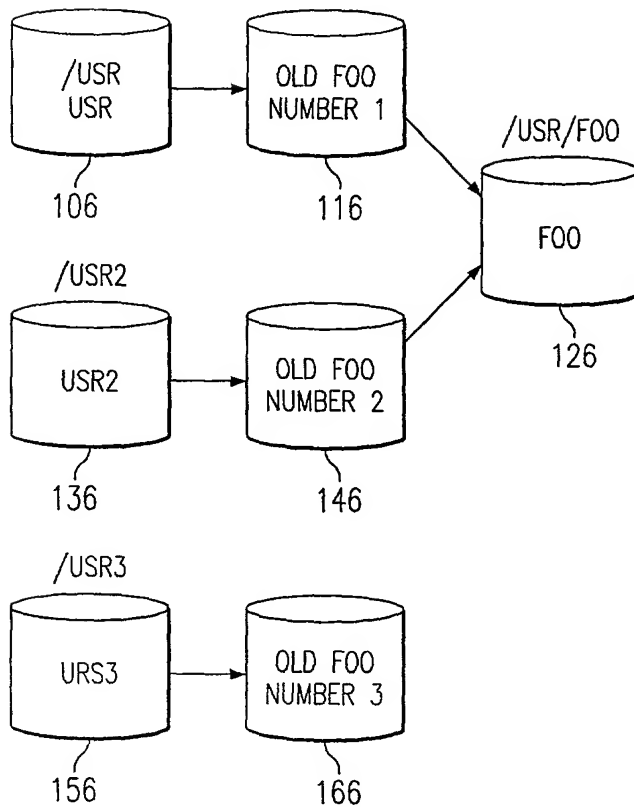 /USR
USR
OLD FOO
NUMBER 1
106
116
/USR/FOO
FOO
126
/USR2
USR2
OLD FOO
NUMBER 2
136
146
/USR3
URS3
OLD FOO
NUMBER 3
156
166